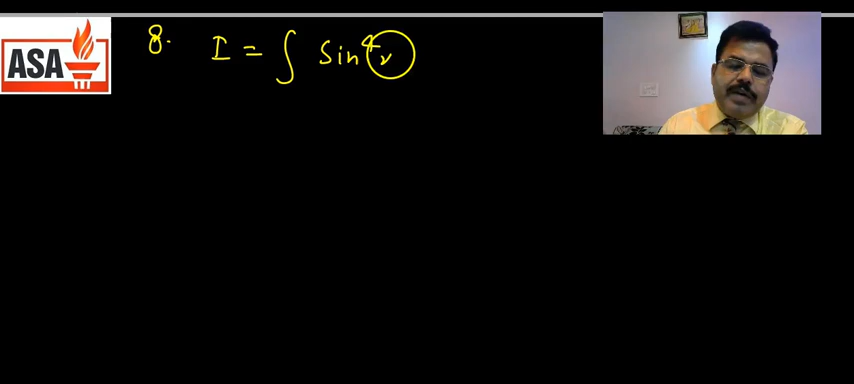 ASA
8. I = ∫ Sin⁴x